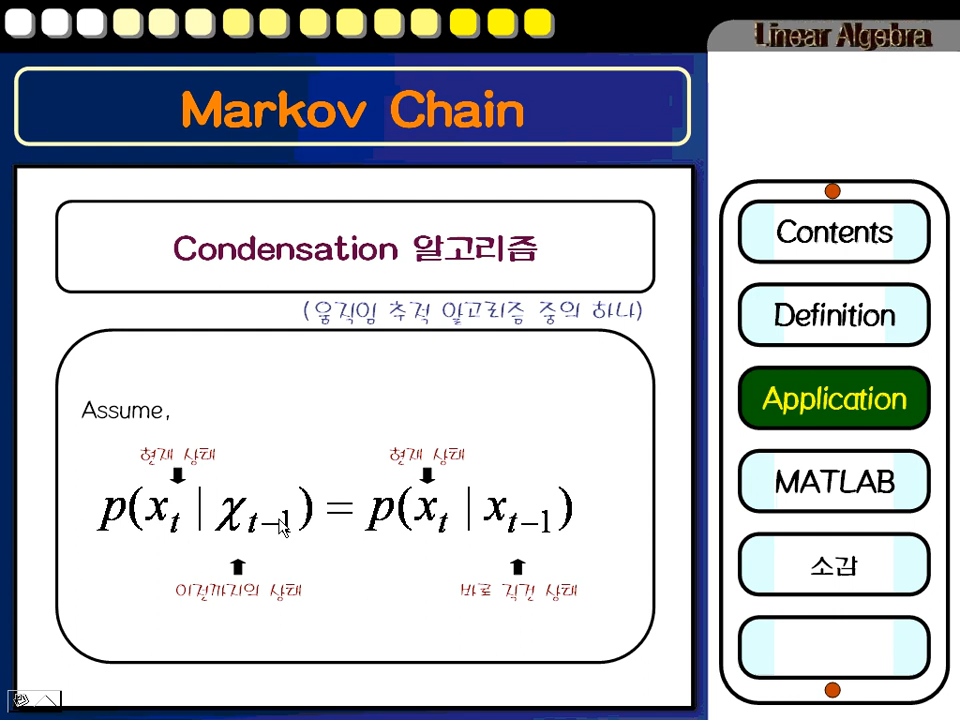 Linear Algebra
Markov Chain
Condensation 알고리즘
(움직임 추적 알고리즘 중의 하나)
Assume,
현재 상태 현재 상태
p(x_t | χ_{t-1}) = p(x_t | x_{t-1})
이전까지의 상태 바로 직전 상태
Contents
Definition
Application
MATLAB
소감